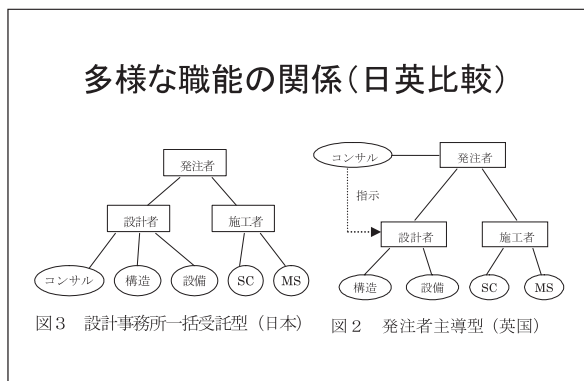 多様な職能の関係(日英比較)
発注者
設計者
施工者
コンサル
構造
設備
SC
MS
図3 設計事務所一括受託型(日本)
コンサル
発注者
指示
設計者
施工者
構造
設備
SC
MS
図2 発注者主導型(英国)